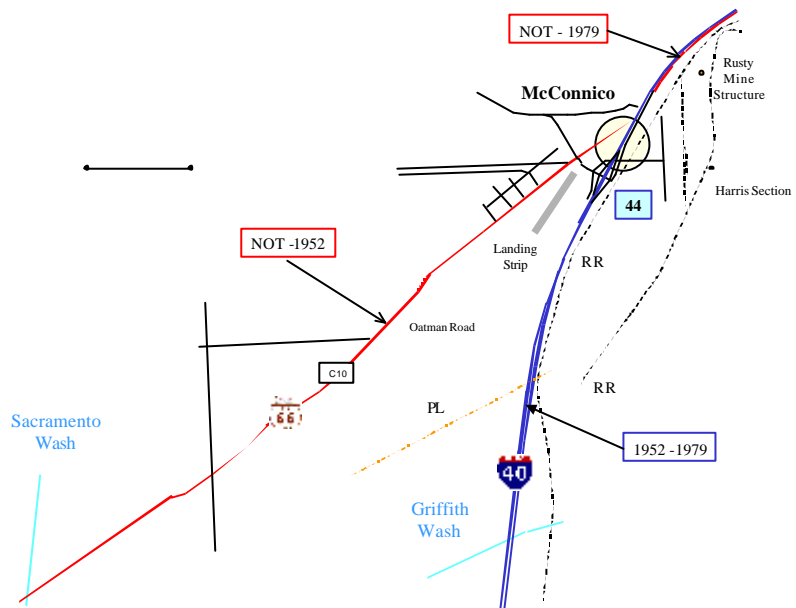 NOT - 1979
Rusty
Mine
Structure
McConnico
Harris Section
44
NOT -1952
Landing
Strip
RR
Oatman Road
C10
RR
66
PL
Sacramento
Wash
1952 -1979
40
Griffith
Wash